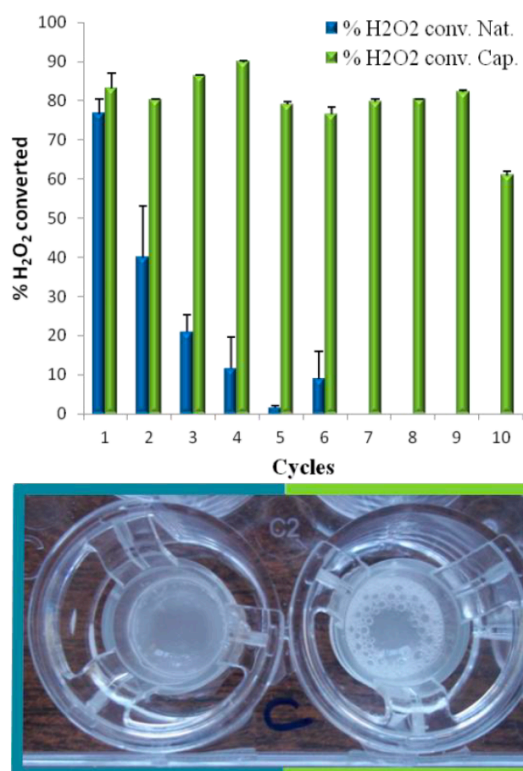 % H2O2 conv. Nat.
% H2O2 conv. Cap.
% H₂O₂ converted
100
90
80
70
60
50
40
30
20
10
0
1 2 3 4 5 6 7 8 9 10
Cycles
C2
C